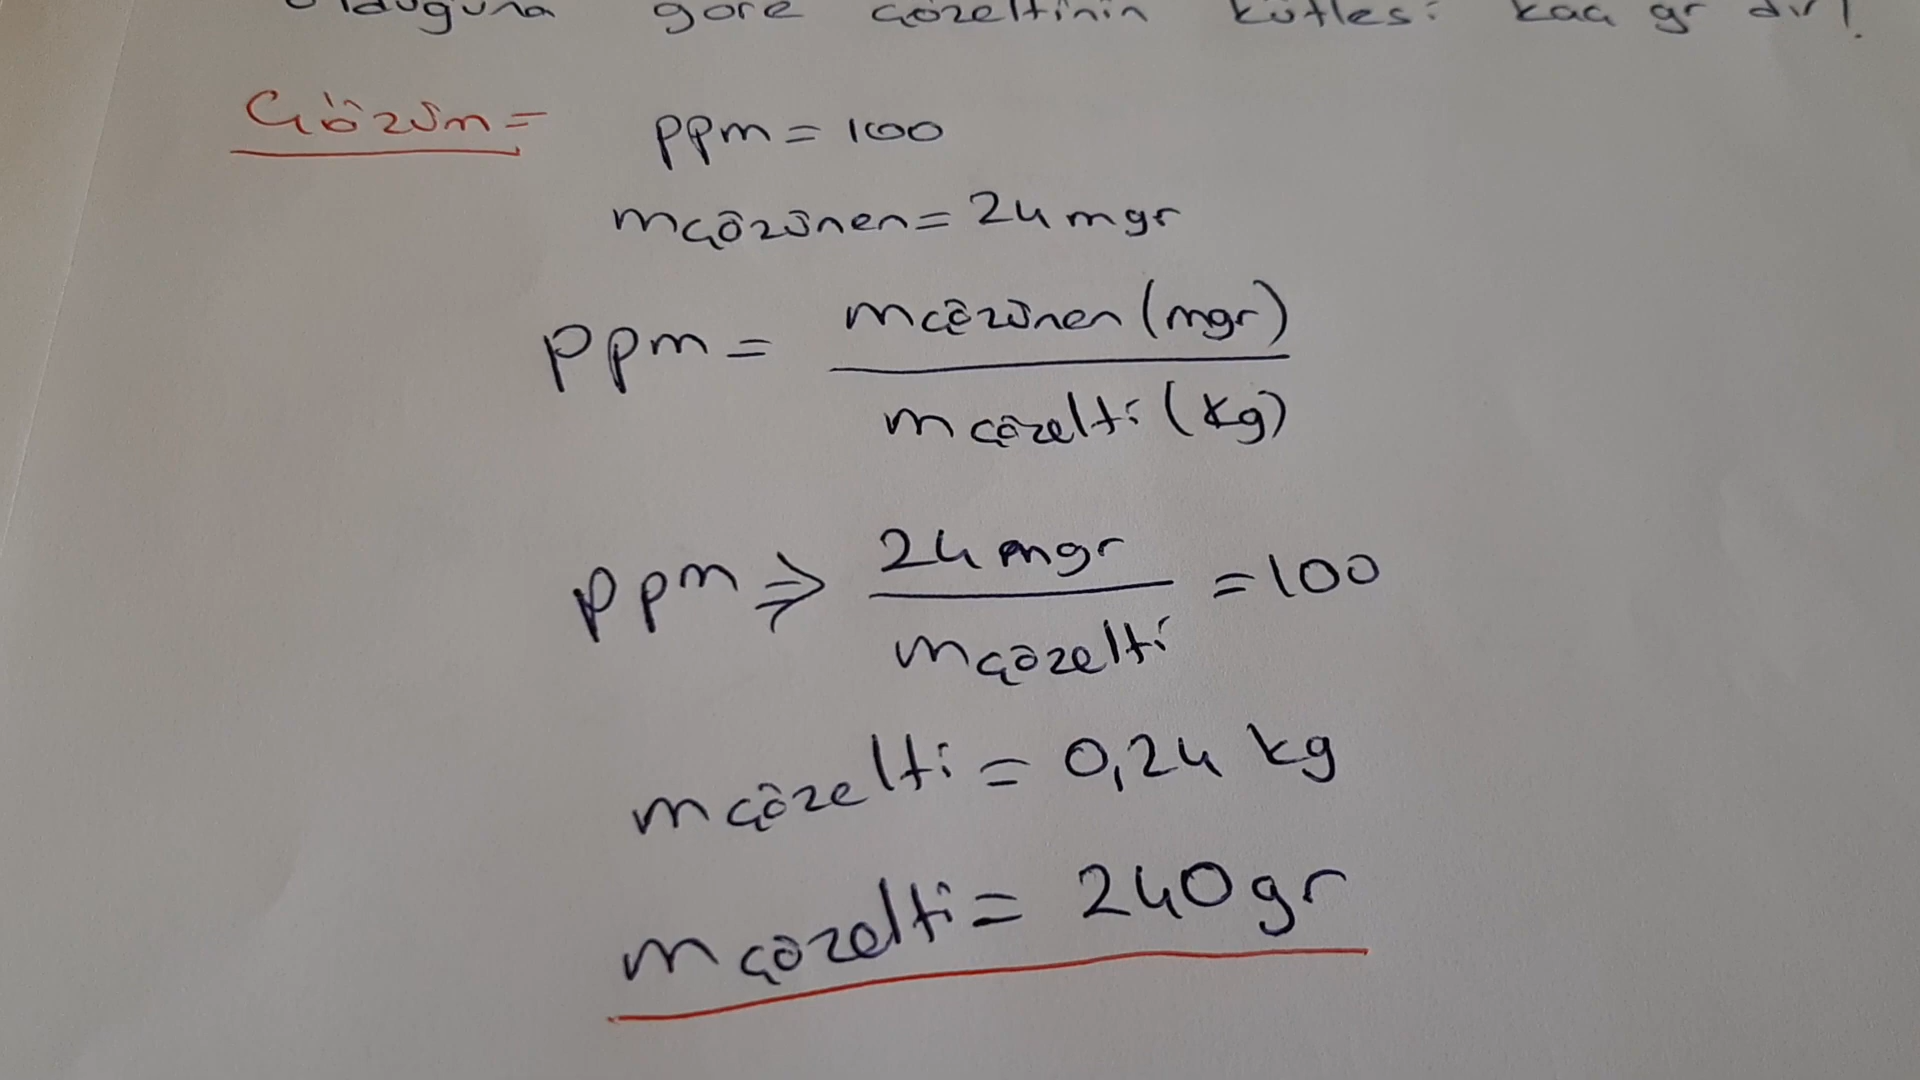 Olduğuna göre çözeltinin kütlesi kaç gr dır?
Çözüm=
ppm = 100
mçözünen = 24 mgr
ppm = mçözünen (mgr)
mçözelti (kg)
ppm ⇒ 24 mgr = 100
mçözelti
mçözelti = 0,24 kg
mçözelti = 240 gr